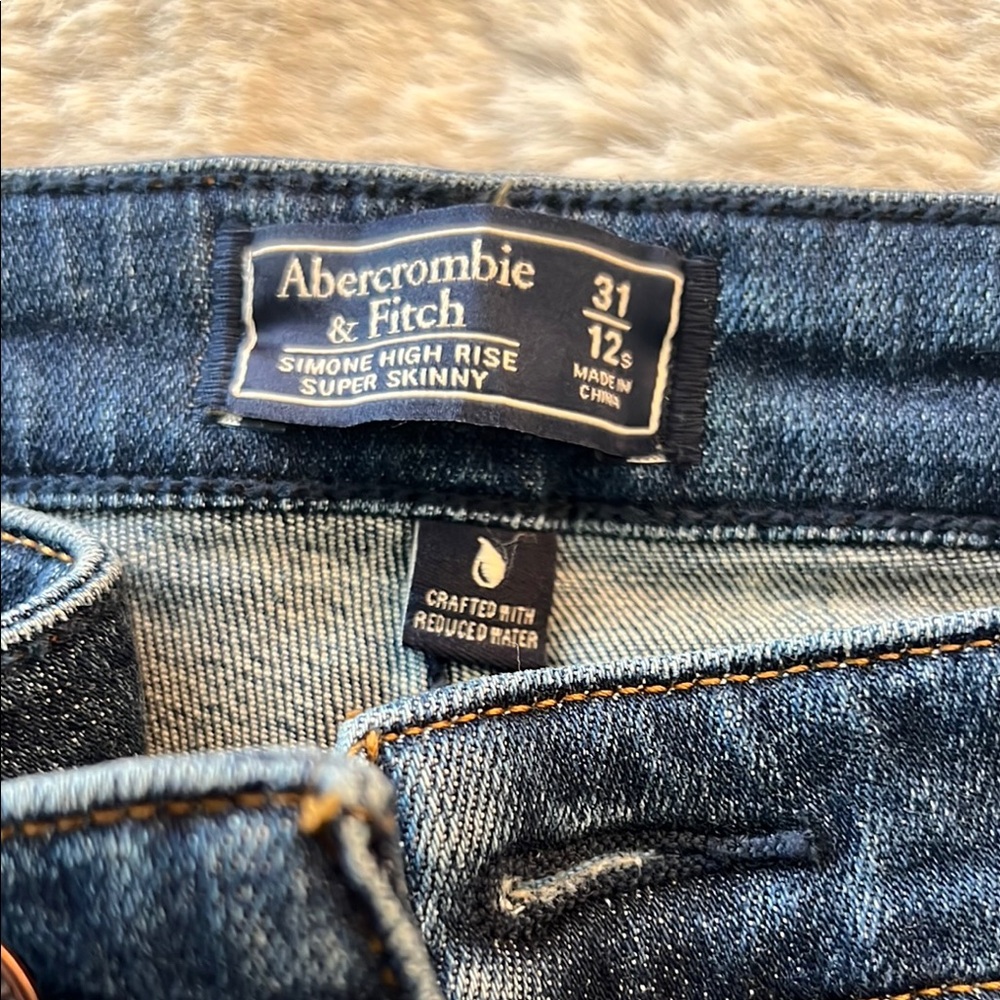 Abercrombie
& Fitch
SIMONE HIGH RISE
SUPER SKINNY
31
12s
MADE IN
CHINA
CRAFTED WITH
REDUCED WATER